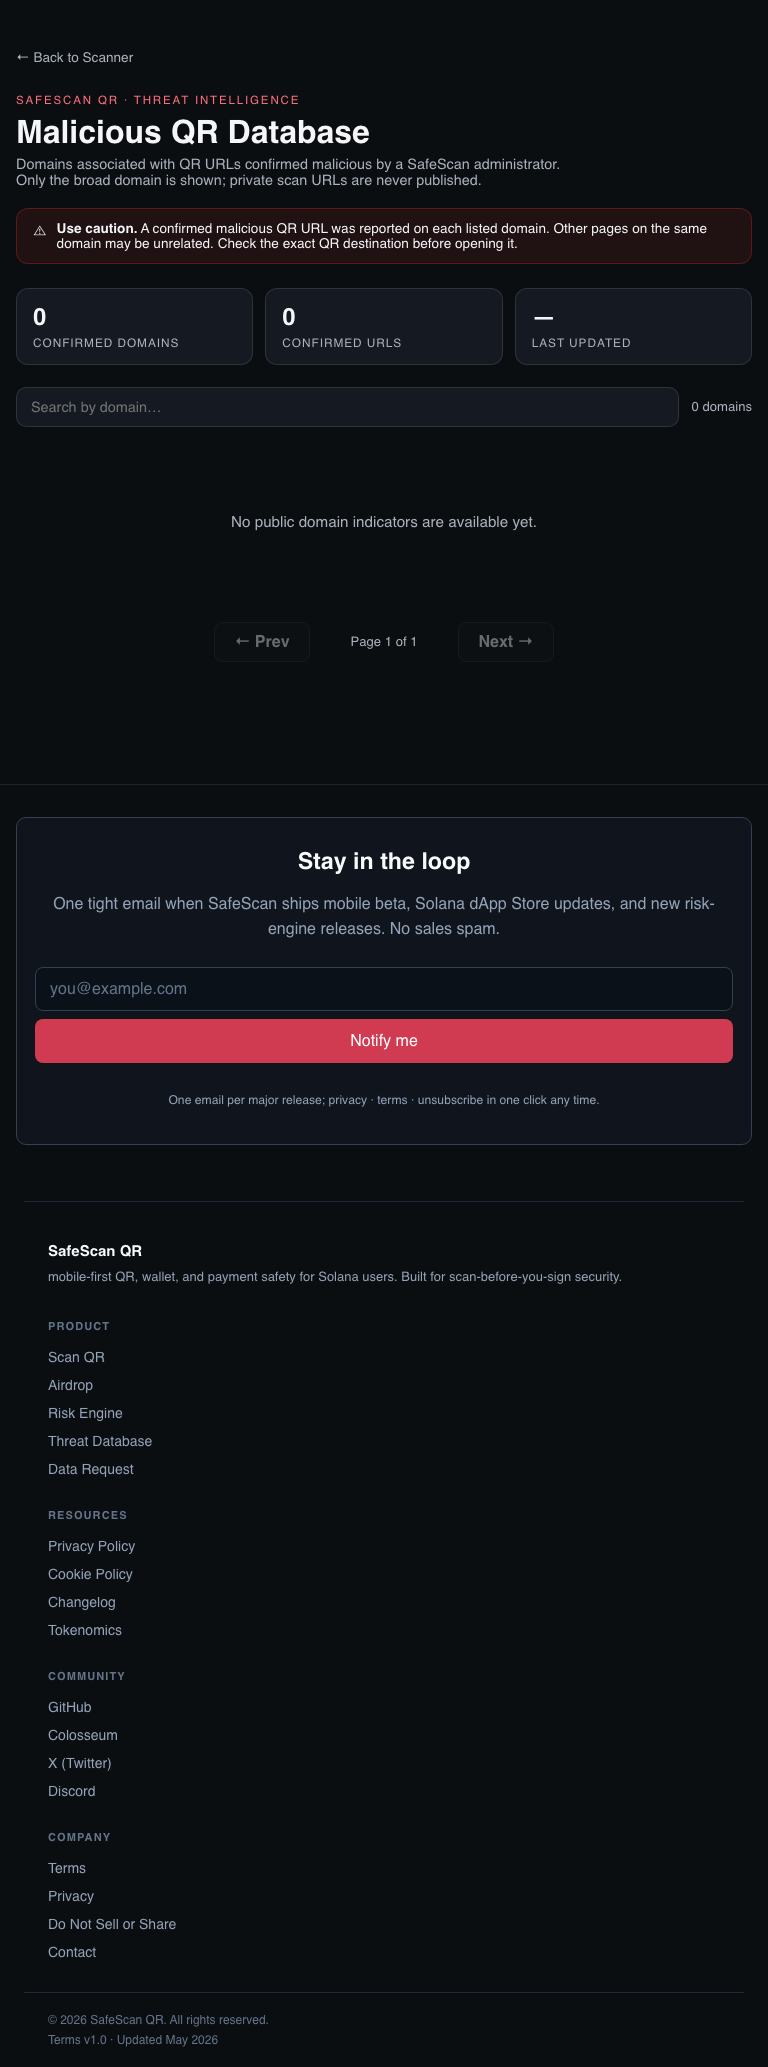 ← Back to Scanner
SAFESCAN QR · THREAT INTELLIGENCE
Malicious QR Database
Domains associated with QR URLs confirmed malicious by a SafeScan administrator.
Only the broad domain is shown; private scan URLs are never published.
⚠ Use caution. A confirmed malicious QR URL was reported on each listed domain. Other pages on the same
domain may be unrelated. Check the exact QR destination before opening it.
0
CONFIRMED DOMAINS
0
CONFIRMED URLS
—
LAST UPDATED
Search by domain…
0 domains
No public domain indicators are available yet.
← Prev
Page 1 of 1
Next →
Stay in the loop
One tight email when SafeScan ships mobile beta, Solana dApp Store updates, and new risk-
engine releases. No sales spam.
you@example.com
Notify me
One email per major release; privacy · terms · unsubscribe in one click any time.
SafeScan QR
mobile-first QR, wallet, and payment safety for Solana users. Built for scan-before-you-sign security.
PRODUCT
Scan QR
Airdrop
Risk Engine
Threat Database
Data Request
RESOURCES
Privacy Policy
Cookie Policy
Changelog
Tokenomics
COMMUNITY
GitHub
Colosseum
X (Twitter)
Discord
COMPANY
Terms
Privacy
Do Not Sell or Share
Contact
© 2026 SafeScan QR. All rights reserved.
Terms v1.0 · Updated May 2026